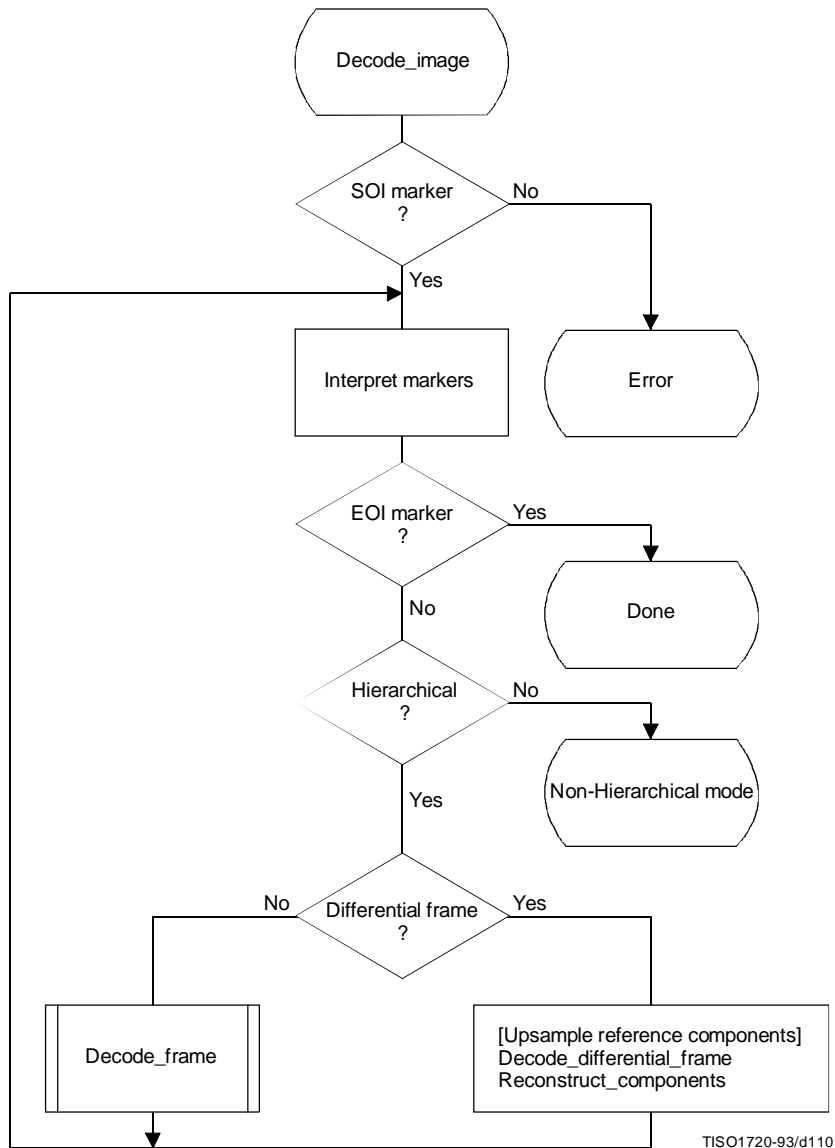 Decode_image
SOI marker
?
No
Yes
Interpret markers
Error
EOI marker
?
Yes
No
Done
Hierarchical
?
No
Yes
Non-Hierarchical mode
No
Differential frame
?
Yes
Decode_frame
[Upsample reference components]
Decode_differential_frame
Reconstruct_components
TISO1720-93/d110